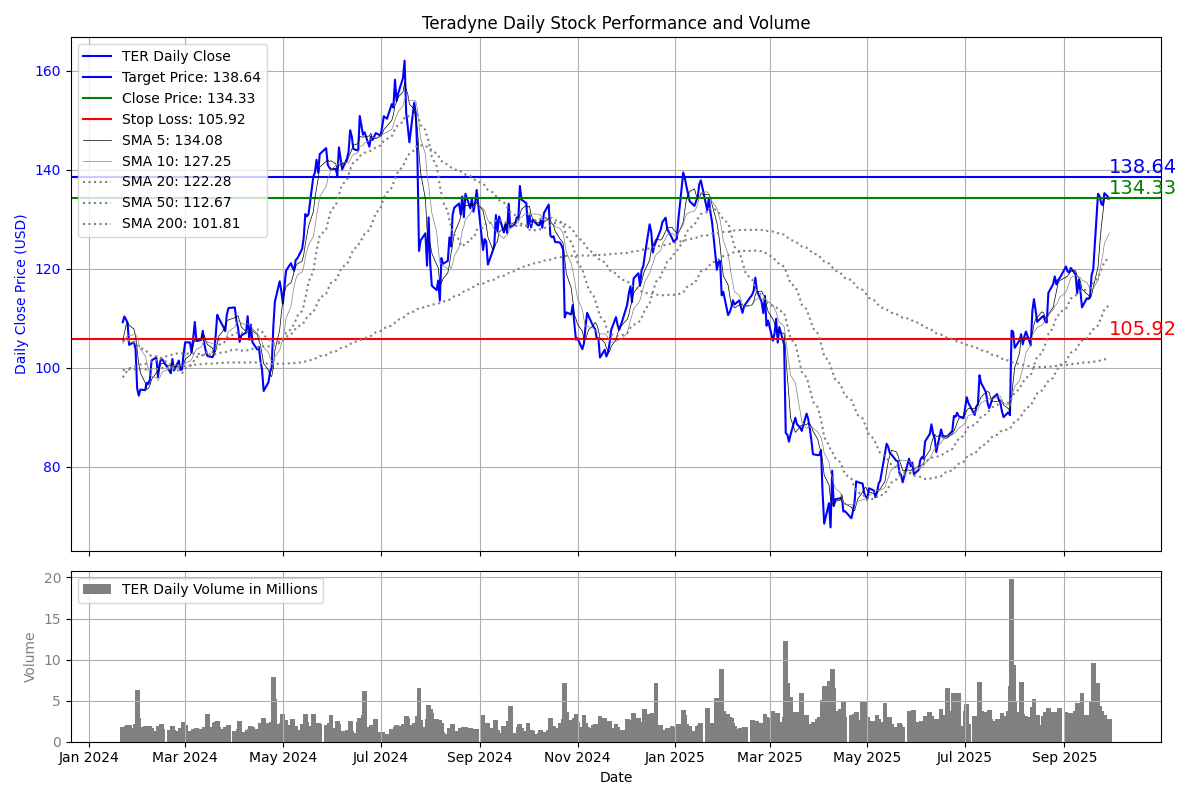 Teradyne Daily Stock Performance and Volume
TER Daily Close
Target Price: 138.64
Close Price: 134.33
Stop Loss: 105.92
SMA 5: 134.08
SMA 10: 127.25
SMA 20: 122.28
SMA 50: 112.67
SMA 200: 101.81
160
140
120
100
80
Daily Close Price (USD)
138.64
134.33
105.92
TER Daily Volume in Millions
20
15
10
5
0
Volume
Jan 2024
Mar 2024
May 2024
Jul 2024
Sep 2024
Nov 2024
Jan 2025
Mar 2025
May 2025
Jul 2025
Sep 2025
Date